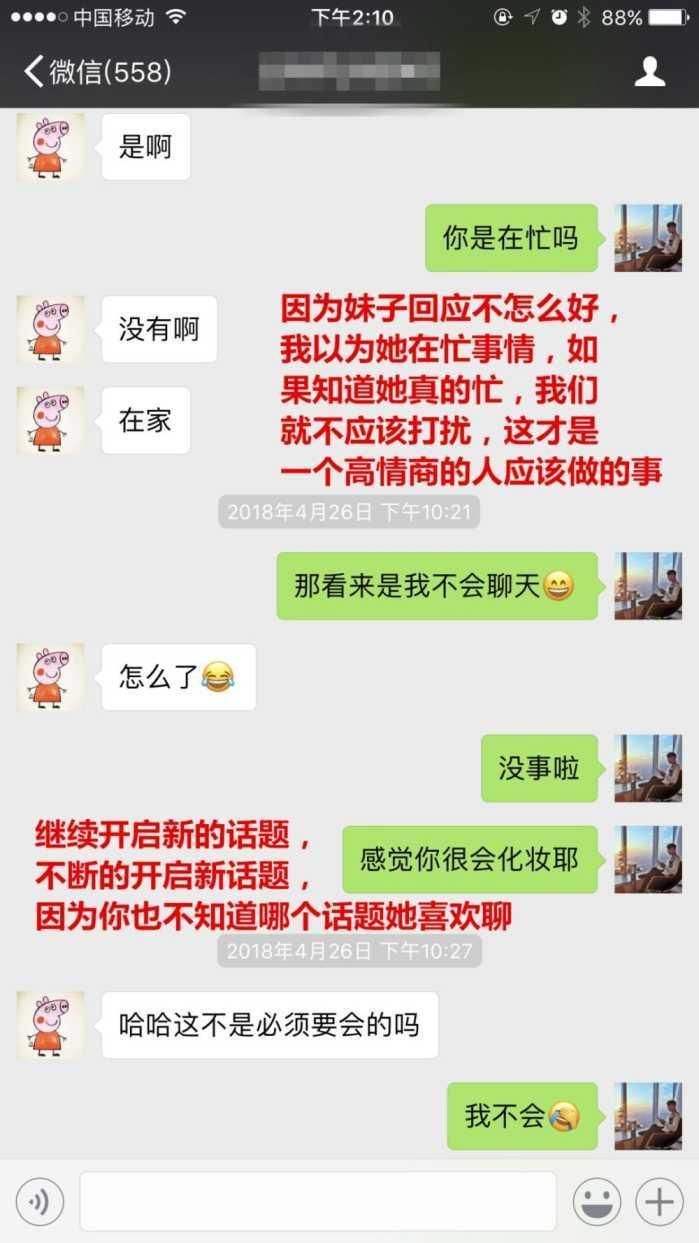 中国移动 下午2:10 88%
微信(558)
是啊
你是在忙吗
没有啊
因为妹子回应不怎么好，
我以为她在忙事情，如
果知道她真的忙，我们
就不应该打扰，这才是
一个高情商的人应该做的事
在家
2018年4月26日 下午10:21
那看来是我不会聊天😄
怎么了😂
没事啦
继续开启新的话题，
不断的开启新话题，
因为你也不知道哪个话题她喜欢聊
感觉你很会化妆耶
2018年4月26日 下午10:27
哈哈这不是必须要会的吗
我不会